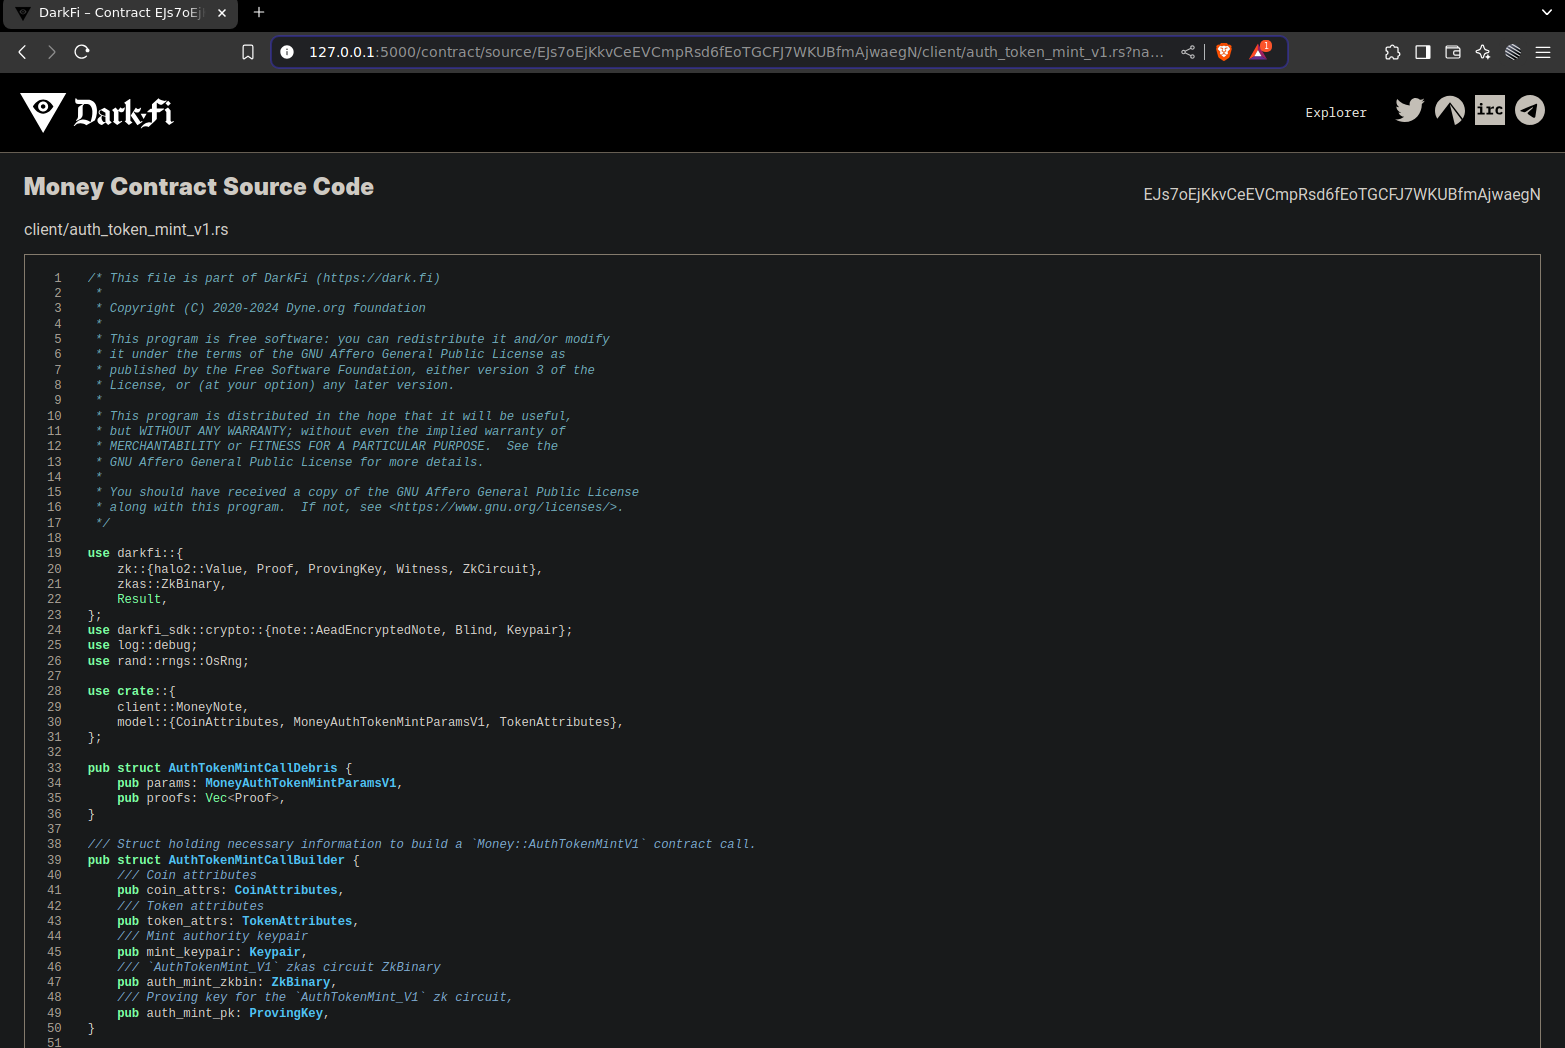 DarkFi – Contract EJs7oEj
127.0.0.1:5000/contract/source/EJs7oEjKkvCeEVCmpRsd6fEoTGCFJ7WKUBfmAjwaegN/client/auth_token_mint_v1.rs?na...
1
DarkFi
Explorer
irc
Money Contract Source Code
EJs7oEjKkvCeEVCmpRsd6fEoTGCFJ7WKUBfmAjwaegN
client/auth_token_mint_v1.rs
1 /* This file is part of DarkFi (https://dark.fi)
2 *
3 * Copyright (C) 2020-2024 Dyne.org foundation
4 *
5 * This program is free software: you can redistribute it and/or modify
6 * it under the terms of the GNU Affero General Public License as
7 * published by the Free Software Foundation, either version 3 of the
8 * License, or (at your option) any later version.
9 *
10 * This program is distributed in the hope that it will be useful,
11 * but WITHOUT ANY WARRANTY; without even the implied warranty of
12 * MERCHANTABILITY or FITNESS FOR A PARTICULAR PURPOSE.  See the
13 * GNU Affero General Public License for more details.
14 *
15 * You should have received a copy of the GNU Affero General Public License
16 * along with this program.  If not, see <https://www.gnu.org/licenses/>.
17 */
18
19 use darkfi::{
20     zk::{halo2::Value, Proof, ProvingKey, Witness, ZkCircuit},
21     zkas::ZkBinary,
22     Result,
23 };
24 use darkfi_sdk::crypto::{note::AeadEncryptedNote, Blind, Keypair};
25 use log::debug;
26 use rand::rngs::OsRng;
27
28 use crate::{
29     client::MoneyNote,
30     model::{CoinAttributes, MoneyAuthTokenMintParamsV1, TokenAttributes},
31 };
32
33 pub struct AuthTokenMintCallDebris {
34     pub params: MoneyAuthTokenMintParamsV1,
35     pub proofs: Vec<Proof>,
36 }
37
38 /// Struct holding necessary information to build a `Money::AuthTokenMintV1` contract call.
39 pub struct AuthTokenMintCallBuilder {
40     /// Coin attributes
41     pub coin_attrs: CoinAttributes,
42     /// Token attributes
43     pub token_attrs: TokenAttributes,
44     /// Mint authority keypair
45     pub mint_keypair: Keypair,
46     /// `AuthTokenMint_V1` zkas circuit ZkBinary
47     pub auth_mint_zkbin: ZkBinary,
48     /// Proving key for the `AuthTokenMint_V1` zk circuit,
49     pub auth_mint_pk: ProvingKey,
50 }
51